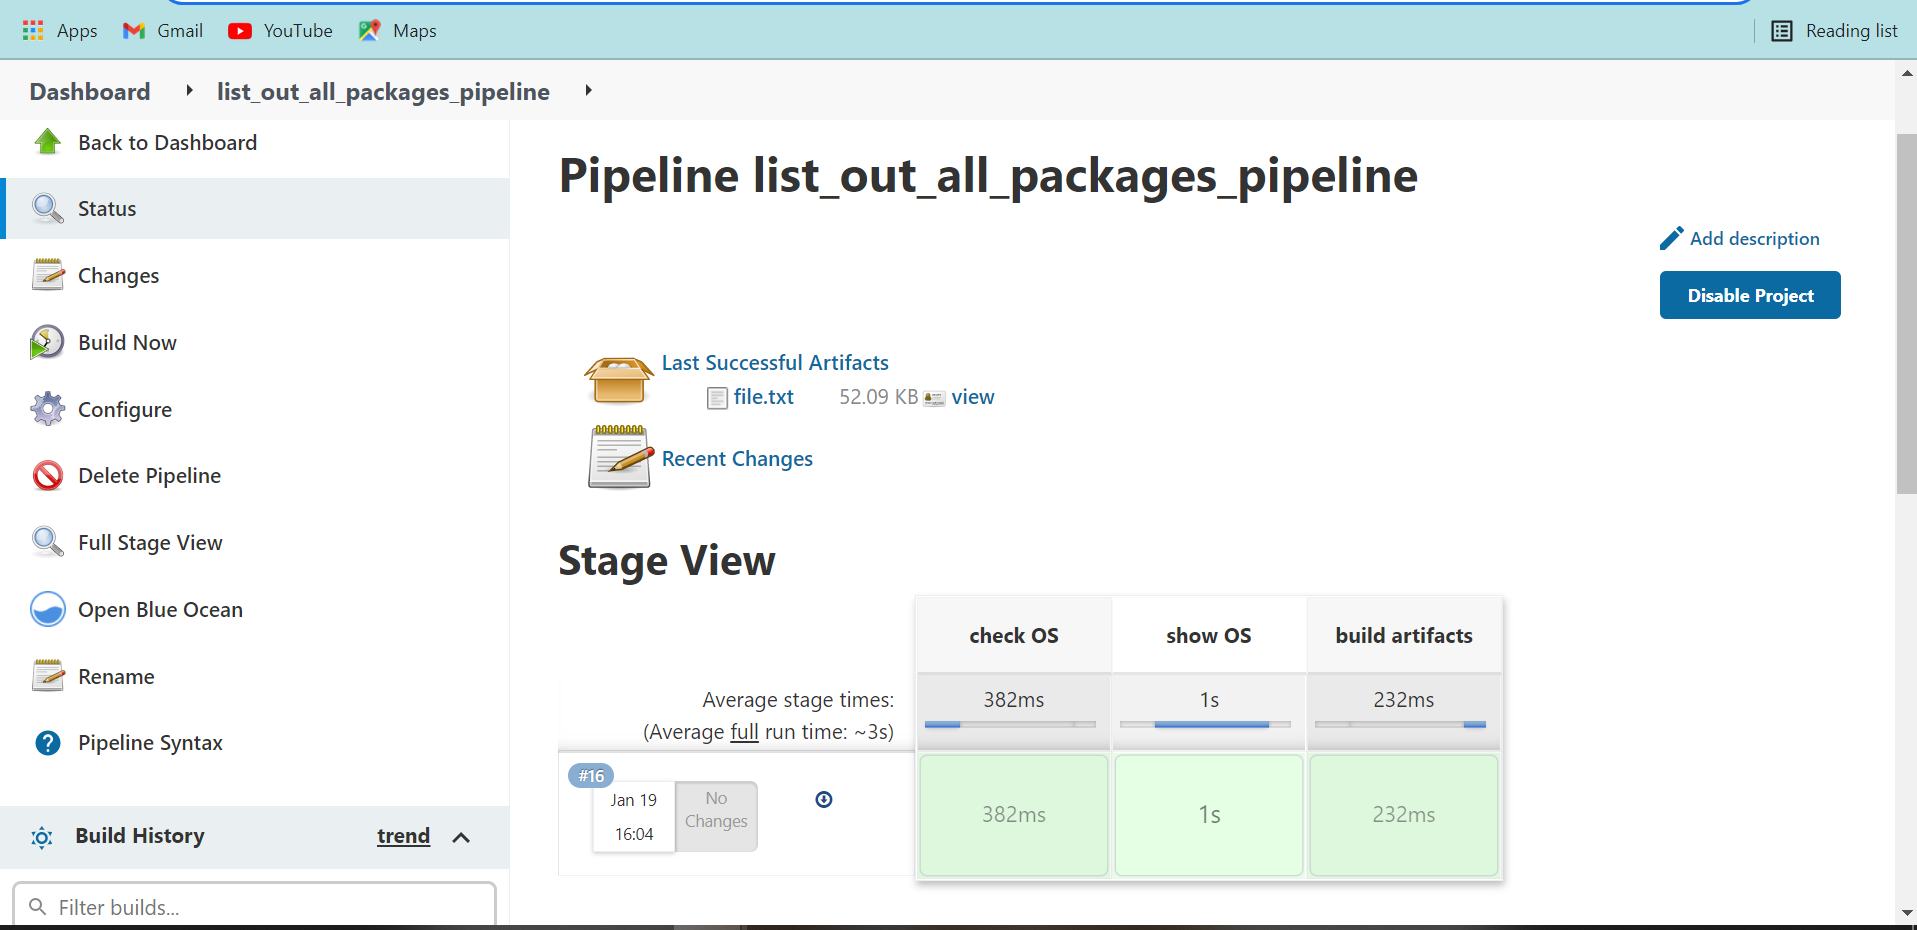 Apps Gmail YouTube Maps Reading list
Dashboard list_out_all_packages_pipeline
Back to Dashboard
Status
Changes
Build Now
Configure
Delete Pipeline
Full Stage View
Open Blue Ocean
Rename
Pipeline Syntax
Build History trend
Filter builds...
Pipeline list_out_all_packages_pipeline
Add description
Disable Project
Last Successful Artifacts
file.txt 52.09 KB view
Recent Changes
Stage View
check OS show OS build artifacts
Average stage times: 382ms 1s 232ms
(Average full run time: ~3s)
#16
Jan 19
16:04
No
Changes
382ms 1s 232ms